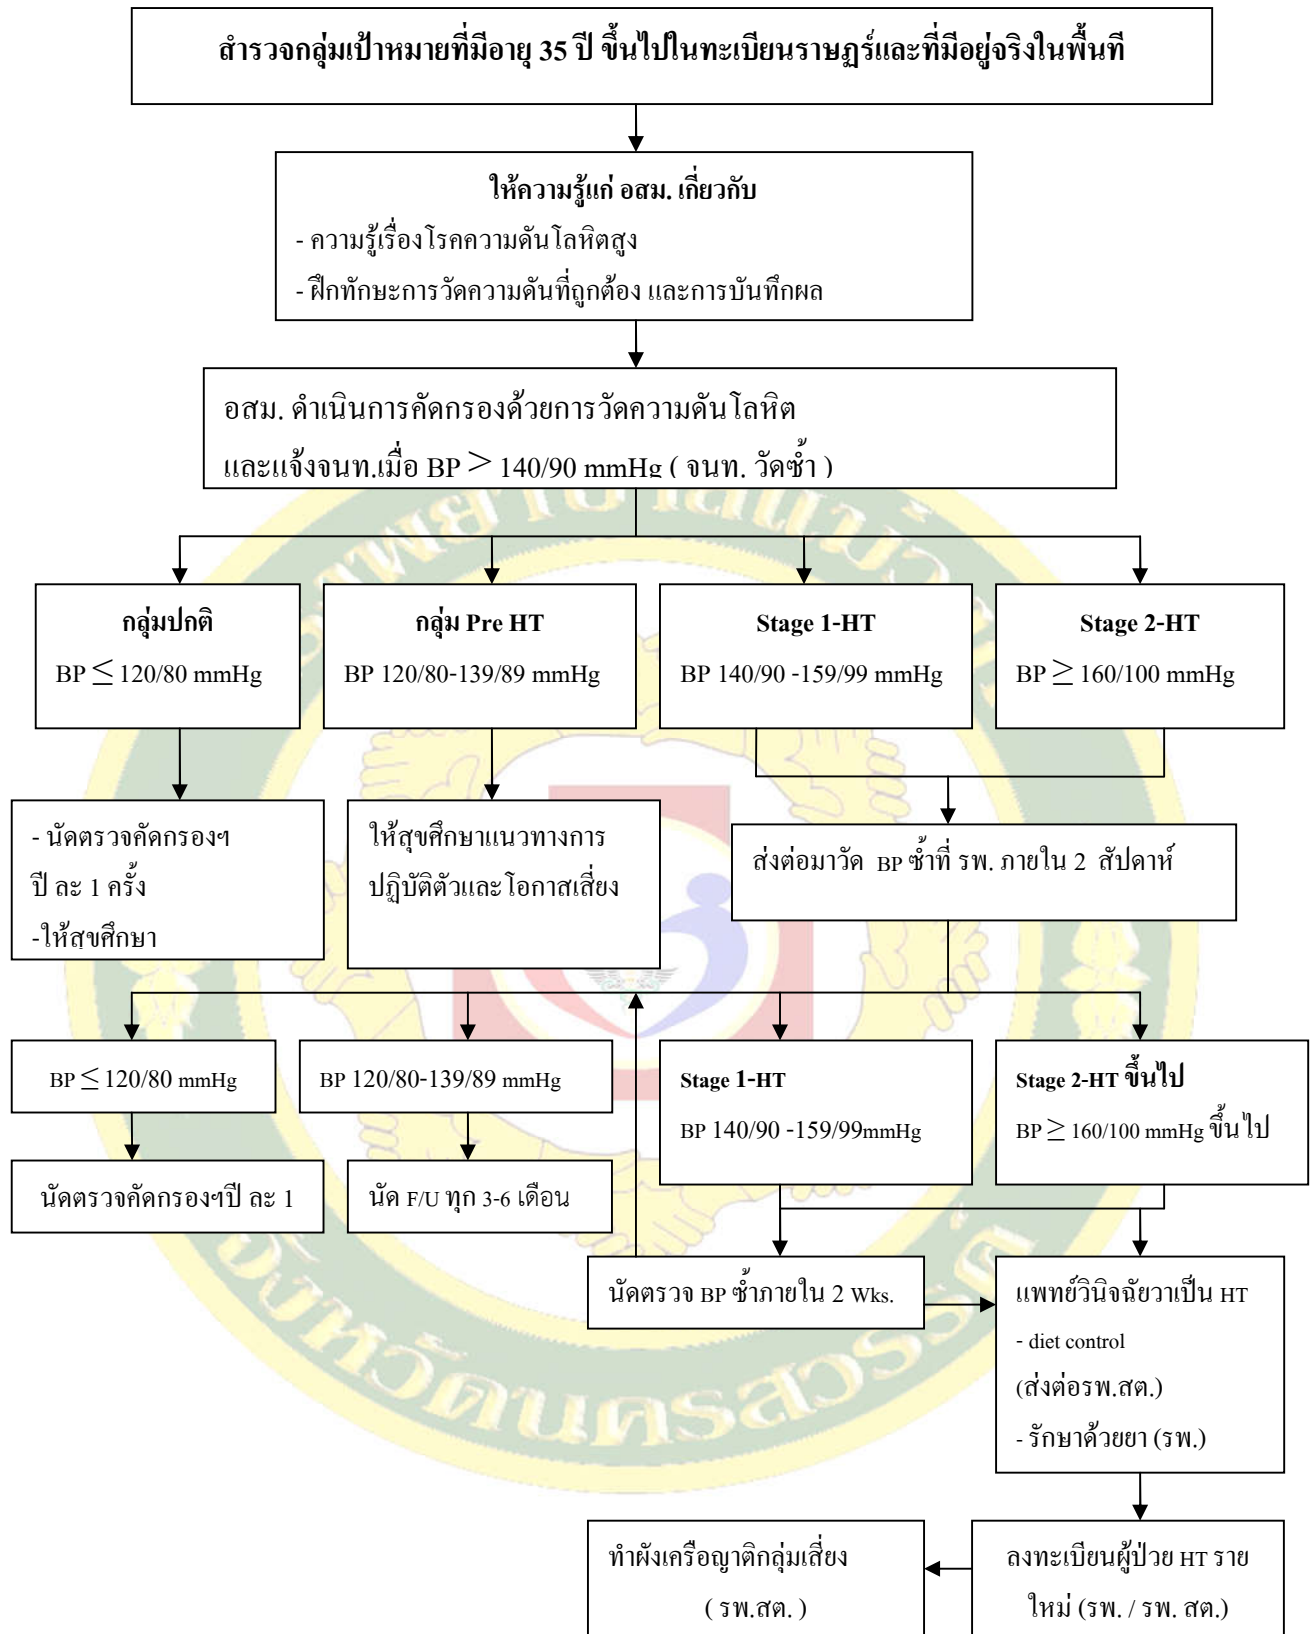 สำรวจกลุ่มเป้าหมายที่มีอายุ 35 ปี ขึ้นไปในทะเบียนราษฎร์และที่มีอยู่จริงในพื้นที่
ให้ความรู้แก่ อสม. เกี่ยวกับ
- ความรู้เรื่องโรคความดันโลหิตสูง
- ฝึกทักษะการวัดความดันที่ถูกต้อง และการบันทึกผล
อสม. ดำเนินการคัดกรองด้วยการวัดความดันโลหิต
และแจ้งจนท.เมื่อ BP > 140/90 mmHg ( จนท. วัดซ้ำ )
กลุ่มปกติ
BP ≤ 120/80 mmHg
กลุ่ม Pre HT
BP 120/80-139/89 mmHg
Stage 1-HT
BP 140/90 -159/99 mmHg
Stage 2-HT
BP ≥ 160/100 mmHg
- นัดตรวจคัดกรองฯ
ปี ละ 1 ครั้ง
-ให้สุขศึกษา
ให้สุขศึกษาแนวทางการ
ปฏิบัติตัวและโอกาสเสี่ยง
ส่งต่อมาวัด BP ซ้ำที่ รพ. ภายใน 2 สัปดาห์
BP ≤ 120/80 mmHg
BP 120/80-139/89 mmHg
Stage 1-HT
BP 140/90 -159/99mmHg
Stage 2-HT ขึ้นไป
BP ≥ 160/100 mmHg ขึ้นไป
นัดตรวจคัดกรองฯปี ละ 1
นัด F/U ทุก 3-6 เดือน
นัดตรวจ BP ซ้ำภายใน 2 Wks.
แพทย์วินิจฉัยวาเป็น HT
- diet control
(ส่งต่อรพ.สต.)
- รักษาด้วยยา (รพ.)
ทำผังเครือญาติกลุ่มเสี่ยง
( รพ.สต. )
ลงทะเบียนผู้ป่วย HT ราย
ใหม่ (รพ. / รพ. สต.)
จังหวัดนครสวรรค์